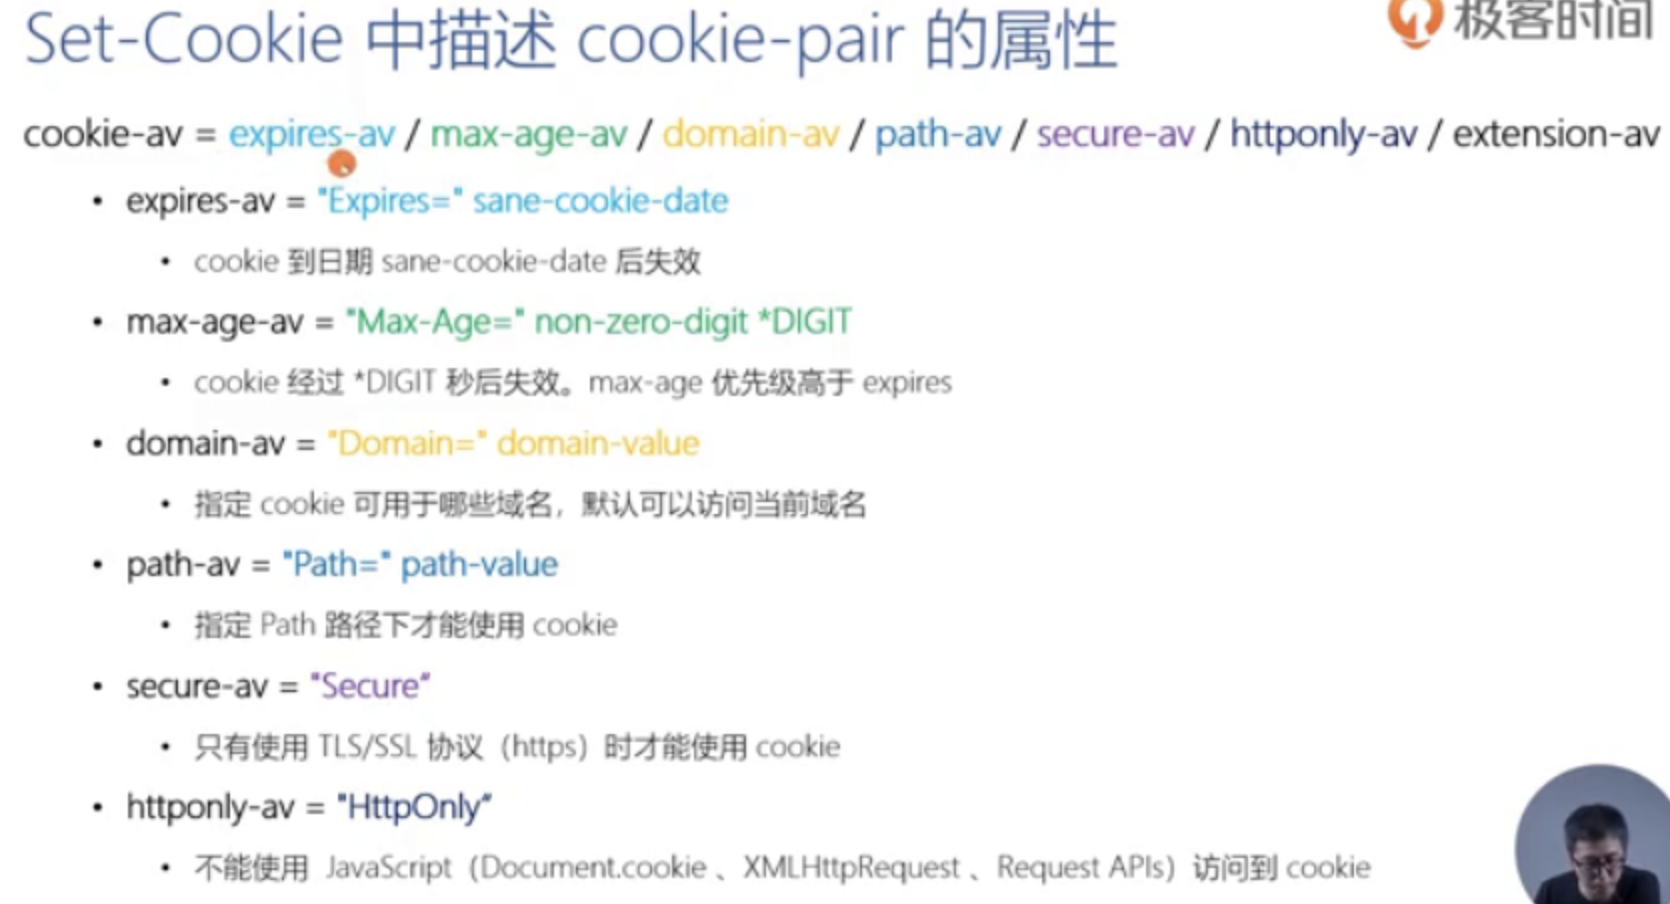 Set-Cookie 中描述 cookie-pair 的属性
极客时间
cookie-av = expires-av / max-age-av / domain-av / path-av / secure-av / httponly-av / extension-av
• expires-av = "Expires=" sane-cookie-date
• cookie 到日期 sane-cookie-date 后失效
• max-age-av = "Max-Age=" non-zero-digit *DIGIT
• cookie 经过 *DIGIT 秒后失效。max-age 优先级高于 expires
• domain-av = "Domain=" domain-value
• 指定 cookie 可用于哪些域名，默认可以访问当前域名
• path-av = "Path=" path-value
• 指定 Path 路径下才能使用 cookie
• secure-av = "Secure“
• 只有使用 TLS/SSL 协议（https）时才能使用 cookie
• httponly-av = "HttpOnly“
• 不能使用 JavaScript（Document.cookie 、XMLHttpRequest 、Request APIs）访问到 cookie